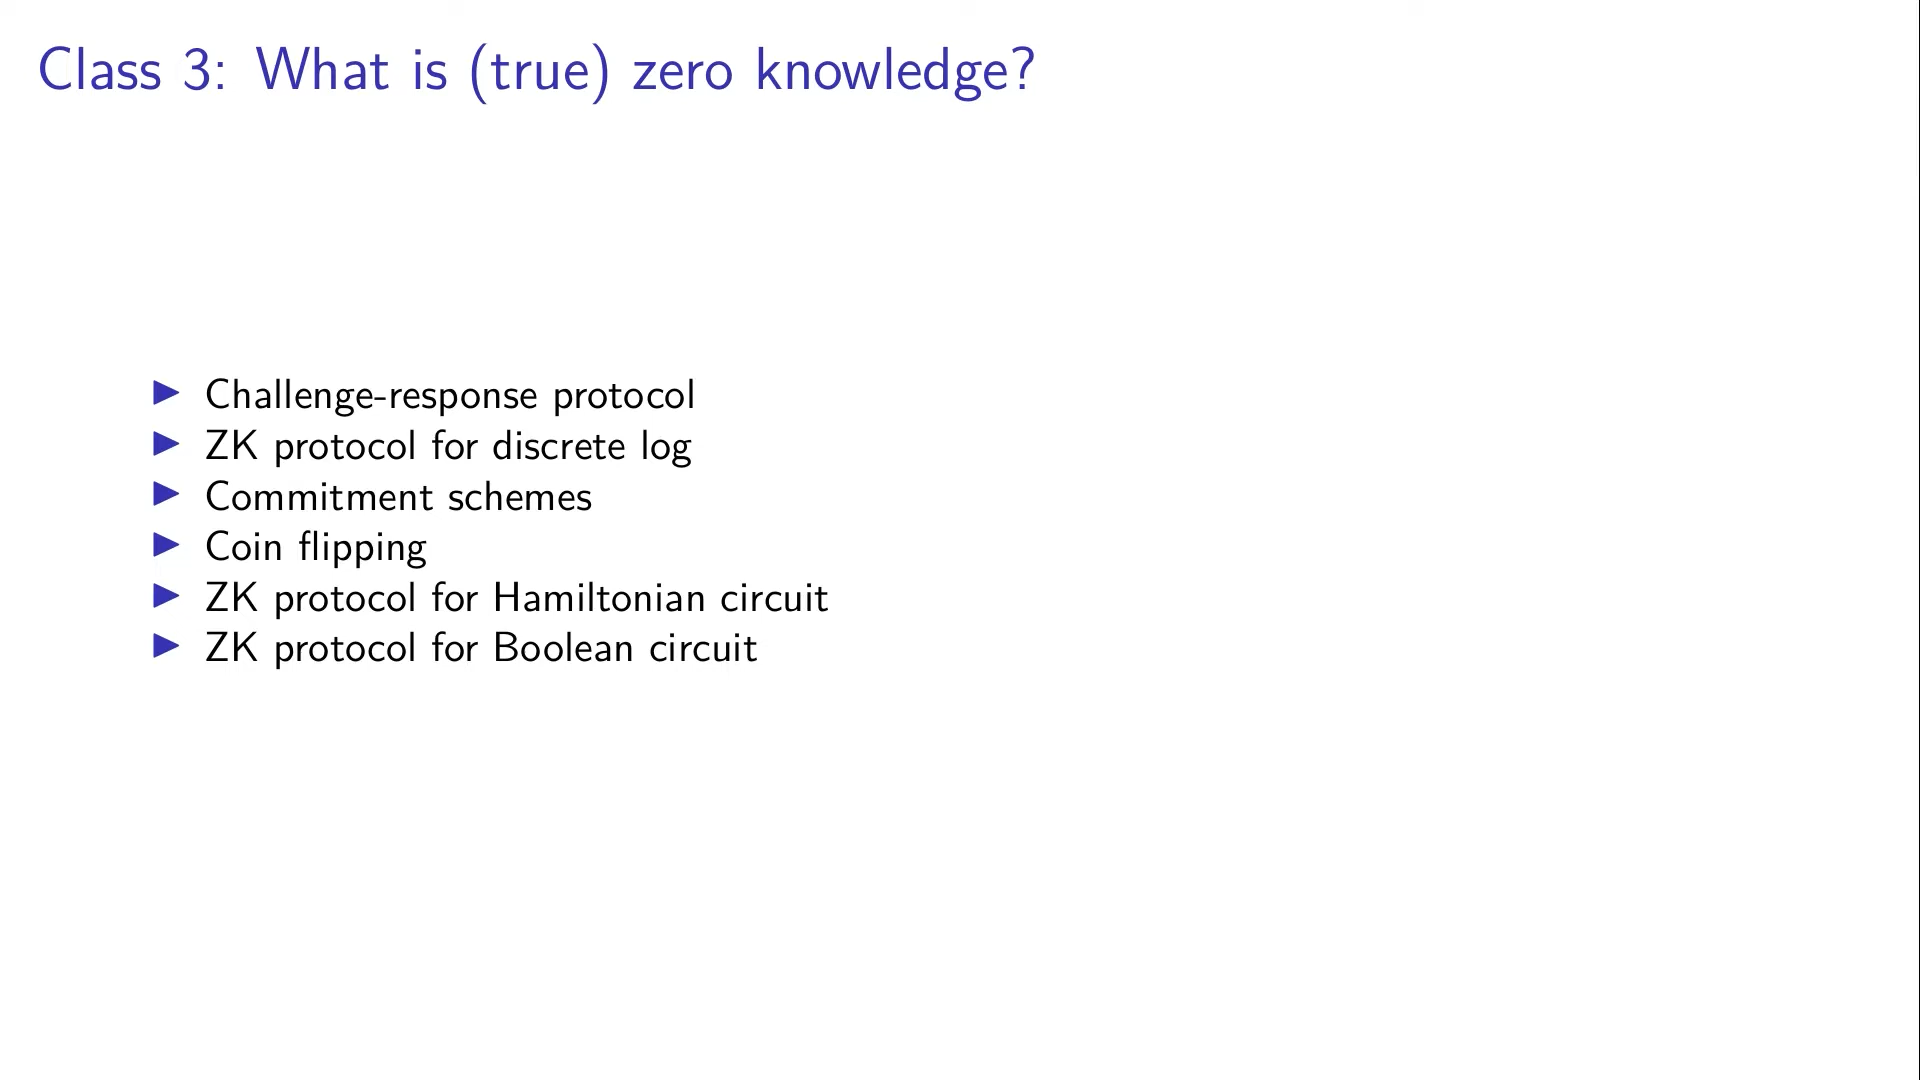 Class 3: What is (true) zero knowledge?
▶ Challenge-response protocol
▶ ZK protocol for discrete log
▶ Commitment schemes
▶ Coin flipping
▶ ZK protocol for Hamiltonian circuit
▶ ZK protocol for Boolean circuit